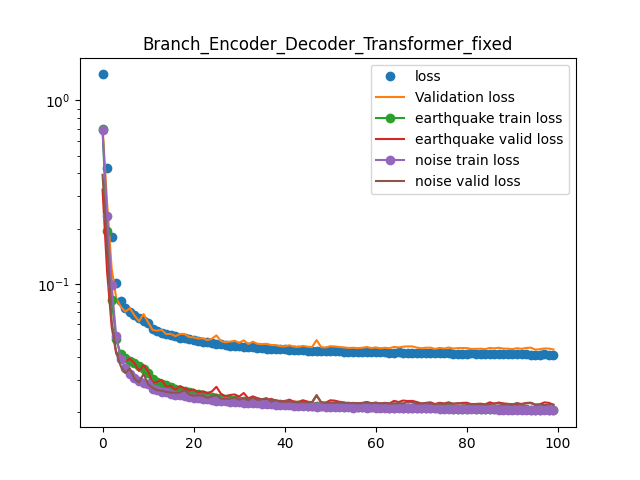 Branch_Encoder_Decoder_Transformer_fixed
loss
Validation loss
earthquake train loss
earthquake valid loss
noise train loss
noise valid loss
10⁰
10⁻¹
0 20 40 60 80 100